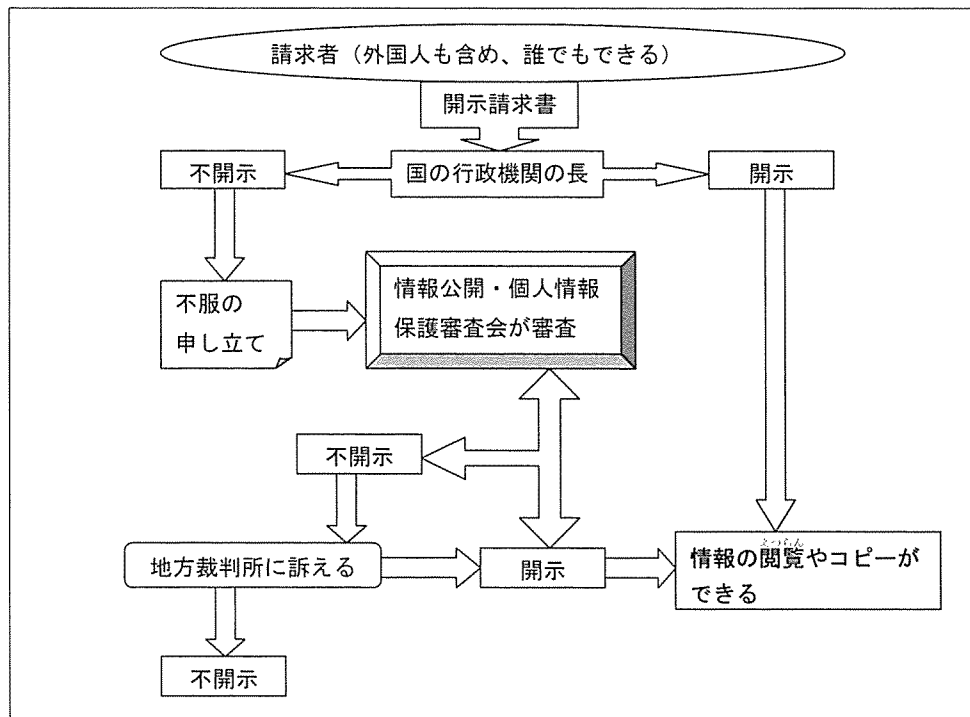 請求者（外国人も含め、誰でもできる）
開示請求書
不開示
国の行政機関の長
開示
不服の
申し立て
情報公開・個人情報
保護審査会が審査
不開示
地方裁判所に訴える
開示
えつらん
情報の閲覧やコピーが
できる
不開示